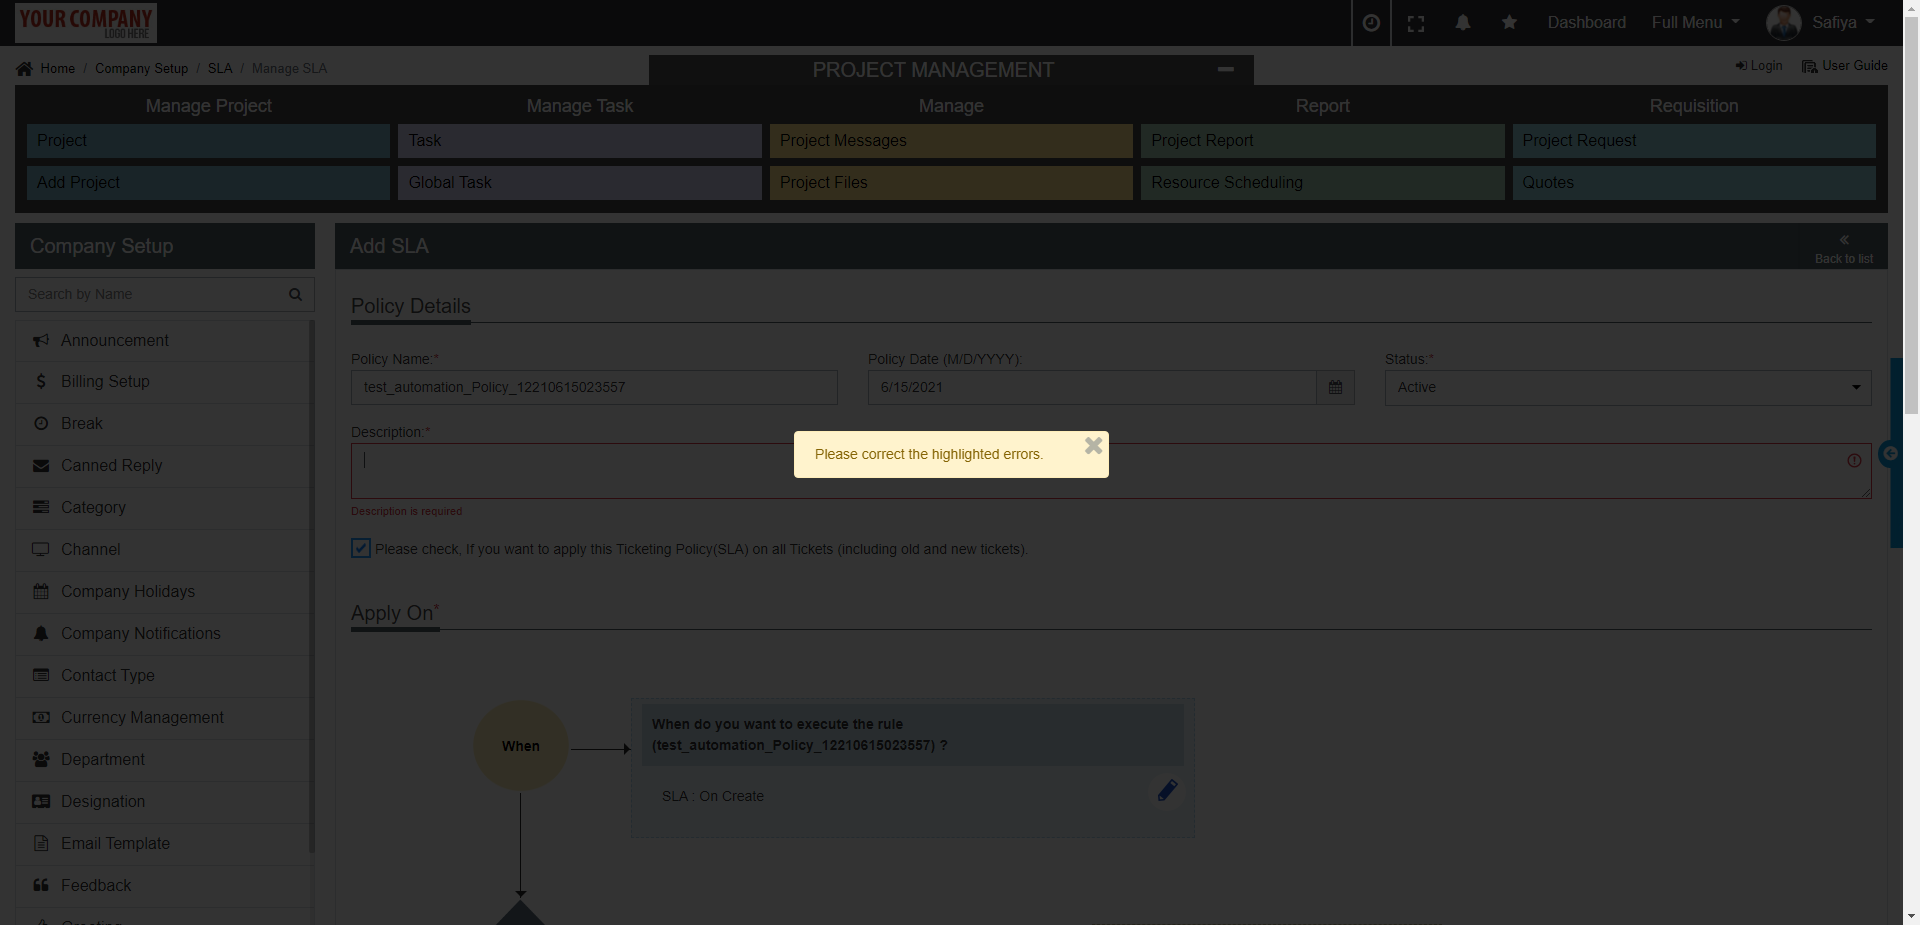 YOUR COMPANY
LOGO HERE
Dashboard
Full Menu
Safiya
Home / Company Setup / SLA / Manage SLA
PROJECT MANAGEMENT
Login
User Guide
Manage Project
Manage Task
Manage
Report
Requisition
Project
Task
Project Messages
Project Report
Project Request
Add Project
Global Task
Project Files
Resource Scheduling
Quotes
Company Setup
Search by Name
Announcement
Billing Setup
Break
Canned Reply
Category
Channel
Company Holidays
Company Notifications
Contact Type
Currency Management
Department
Designation
Email Template
Feedback
Add SLA
Back to list
Policy Details
Policy Name:*
Policy Date (M/D/YYYY):
Status:*
test_automation_Policy_12210615023557
6/15/2021
Active
Description:*
Please correct the highlighted errors.
Description is required
Please check, If you want to apply this Ticketing Policy(SLA) on all Tickets (including old and new tickets).
Apply On*
When
When do you want to execute the rule
(test_automation_Policy_12210615023557) ?
SLA : On Create